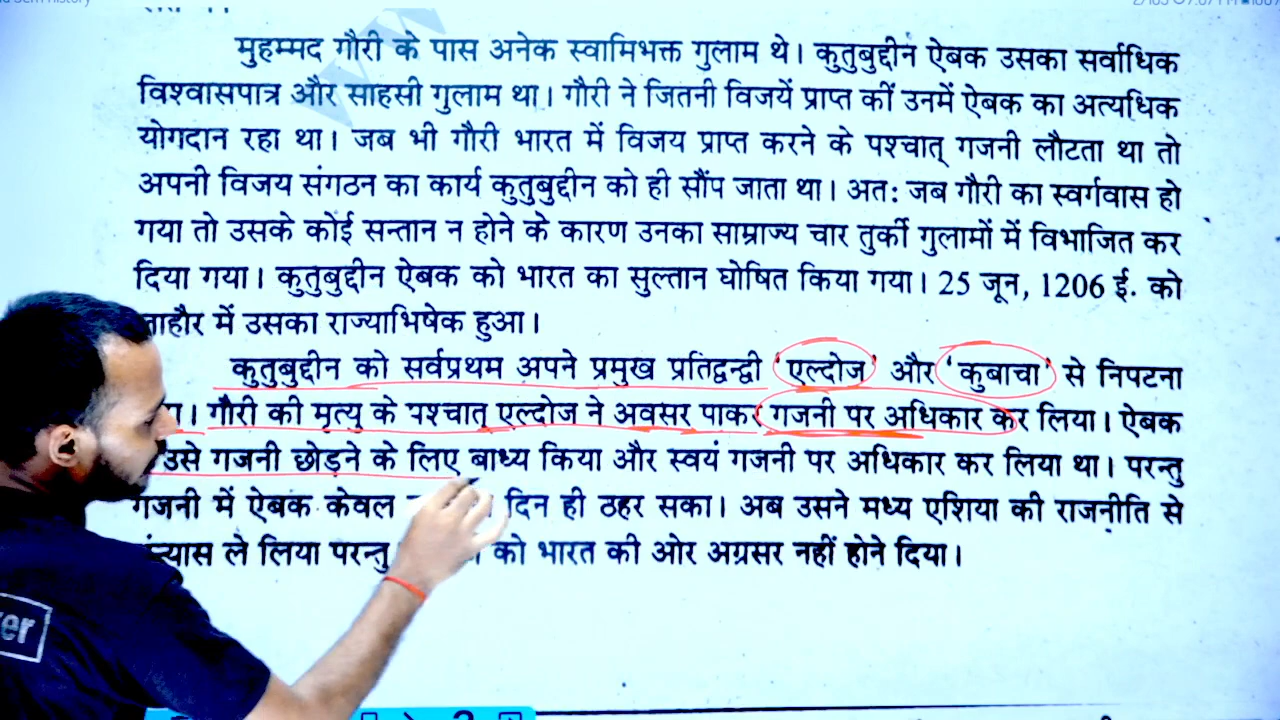 मुहम्मद गौरी के पास अनेक स्वामिभक्त गुलाम थे। कुतुबुद्दीन ऐबक उसका सर्वाधिक
विश्वासपात्र और साहसी गुलाम था। गौरी ने जितनी विजयें प्राप्त कीं उनमें ऐबक का अत्यधिक
योगदान रहा था। जब भी गौरी भारत में विजय प्राप्त करने के पश्चात् गजनी लौटता था तो
अपनी विजय संगठन का कार्य कुतुबुद्दीन को ही सौंप जाता था। अत: जब गौरी का स्वर्गवास हो
गया तो उसके कोई सन्तान न होने के कारण उनका साम्राज्य चार तुर्की गुलामों में विभाजित कर
दिया गया। कुतुबुद्दीन ऐबक को भारत का सुल्तान घोषित किया गया। 25 जून, 1206 ई. को
में उसका राज्याभिषेक हुआ।
कुतुबुद्दीन को सर्वप्रथम अपने प्रमुख प्रतिद्वन्द्वी 'एल्दोज' और 'कुबाचा' से निपटना
। गौरी की मृत्यु के पश्चात् एल्दोज ने अवसर पाकर गजनी पर अधिकार कर लिया। ऐबक
उसे गजनी छोड़ने के लिए बाध्य किया और स्वयं गजनी पर अधिकार कर लिया था। परन्तु
गजनी में ऐबक केवल दिन ही ठहर सका। अब उसने मध्य एशिया की राजनीति से
ले लिया परन्तु को भारत की ओर अग्रसर नहीं होने दिया।